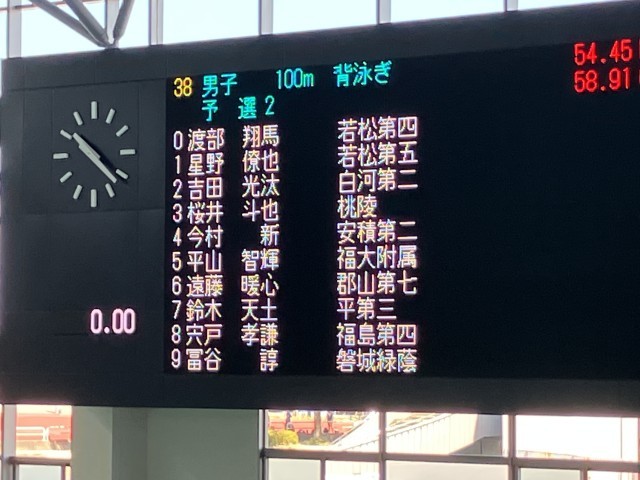 38 男子 100m 背泳ぎ 54.45
予 選 2 58.91
0 渡部 翔馬 若松第四
1 星野 僚也 若松第五
2 吉田 光汰 白河第二
3 桜井 斗也 桃陵
4 今村 新 安積第二
5 平山 智輝 福大附属
6 遠藤 暖心 郡山第七
7 鈴木 天土 平第三
8 宍戸 孝謙 福島第四
9 冨谷 諄 磐城緑蔭
0.00